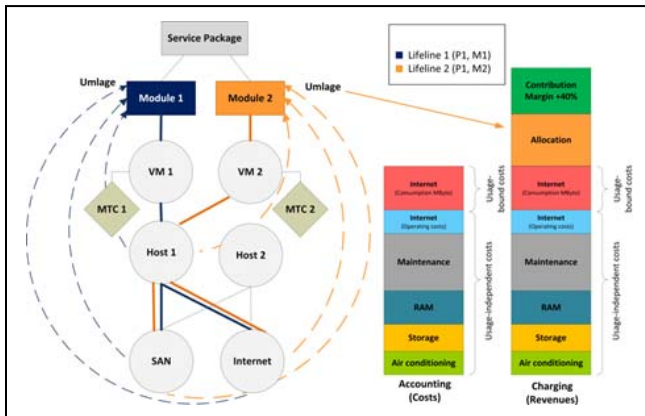 Service Package
Lifeline 1 (P1, M1)
Lifeline 2 (P1, M2)
Umlage
Umlage
Module 1
Module 2
VM 1
VM 2
MTC 1
MTC 2
Host 1
Host 2
SAN
Internet
Internet
(Consumption MByte)
Internet
(Operating costs)
Maintenance
RAM
Storage
Air conditioning
Accounting
(Costs)
Usage-
bound costs
Usage-independent costs
Contribution
Margin +40%
Allocation
Internet
(Consumption MByte)
Internet
(Operating costs)
Maintenance
RAM
Storage
Air conditioning
Charging
(Revenues)
Usage-
bound costs
Usage-independent costs